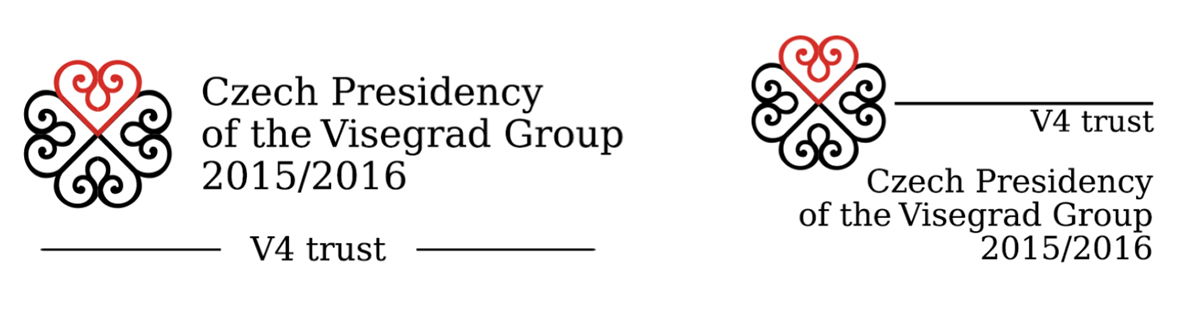 Czech Presidency
of the Visegrad Group
2015/2016
V4 trust
V4 trust
Czech Presidency
of the Visegrad Group
2015/2016